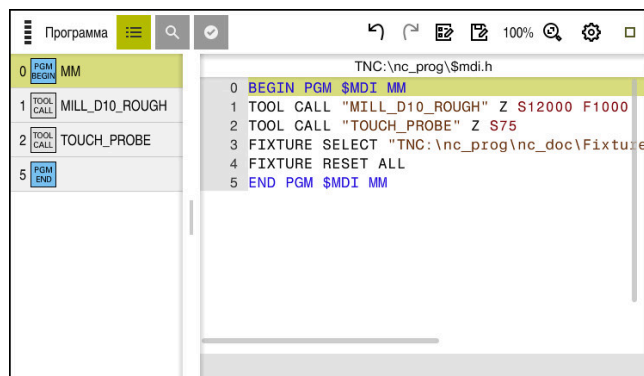 Программа 100%
TNC:\nc_prog\$mdi.h
0 PGM BEGIN MM
1 TOOL CALL MILL_D10_ROUGH
2 TOOL CALL TOUCH_PROBE
5 PGM END
0 BEGIN PGM $MDI MM
1 TOOL CALL "MILL_D10_ROUGH" Z S12000 F1000
2 TOOL CALL "TOUCH_PROBE" Z S75
3 FIXTURE SELECT "TNC:\nc_prog\nc_doc\Fixture
4 FIXTURE RESET ALL
5 END PGM $MDI MM